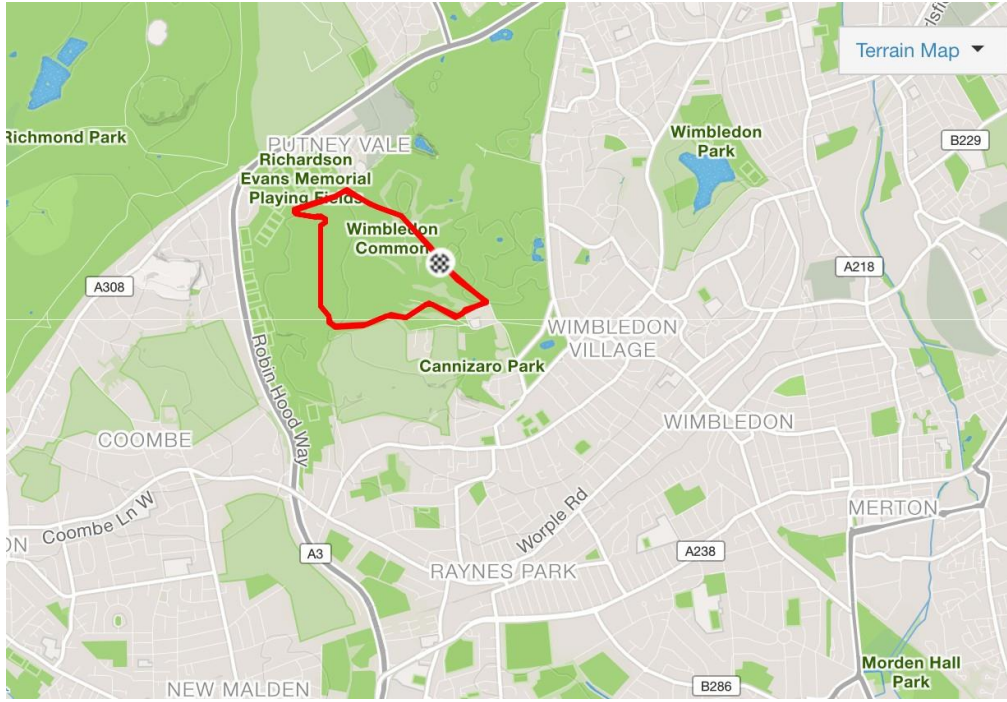 Terrain Map
rlsfi
Richmond Park
PUTNEY VALE
Richardson
Evans Memorial
Playing Fields
Wimbledon
Park
B229
Wimbledon
Common
A218
A308
WIMBLEDON
VILLAGE
Cannizaro Park
Robin Hood Way
WIMBLEDON
COOMBE
Coombe Ln W
Worple Rd
MERTON
ON
A3
A238
RAYNES PARK
Morden Hall
Park
NEW MALDEN
B286